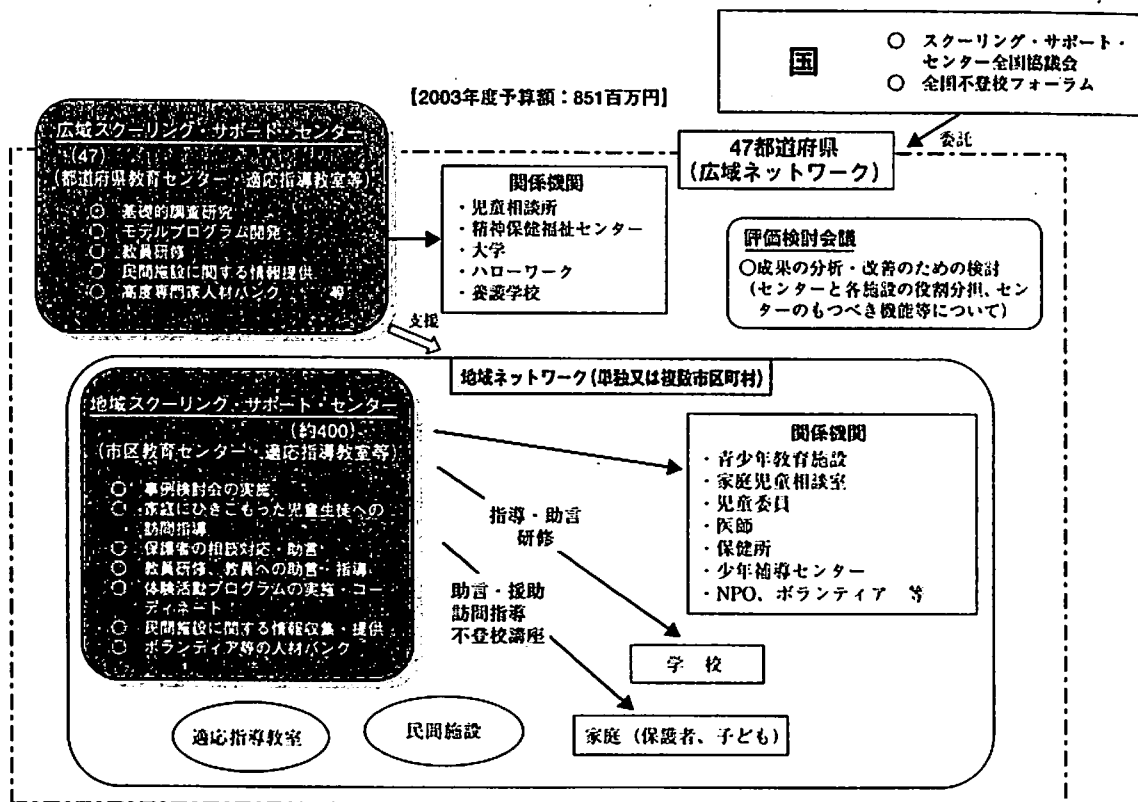 国
○ スクーリング・サポート・
センター全国協議会
○ 全国不登校フォーラム
【2003年度予算額：851百万円】
委託
47都道府県
（広域ネットワーク）
広域スクーリング・サポート・センター
(47)
(都道府県教育センター・適応指導教室等)
○ 基礎的調査研究
○ モデルプログラム開発
○ 教員研修
○ 民間施設に関する情報提供
○ 高度専門家人材バンク 等
関係機関
・児童相談所
・精神保健福祉センター
・大学
・ハローワーク
・養護学校
評価検討会議
○成果の分析・改善のための検討
（センターと各施設の役割分担、セン
ターのもつべき機能等について）
支援
地域ネットワーク（単独又は複数市区町村）
地域スクーリング・サポート・センター
(約400)
(市区教育センター・適応指導教室等)
○ 事例検討会の実施
○ 家庭にひきこもった児童生徒への
訪問指導
○ 保護者の相談対応・助言
○ 教員研修、教員への助言・指導
○ 体験活動プログラムの実施・コー
ディネート
○ 民間施設に関する情報収集・提供
○ ボランティア等の人材バンク
関係機関
・青少年教育施設
・家庭児童相談室
・児童委員
・医師
・保健所
・少年補導センター
・NPO、ボランティア 等
指導・助言
研修
助言・援助
訪問指導
不登校講座
学 校
家庭（保護者、子ども）
適応指導教室
民間施設